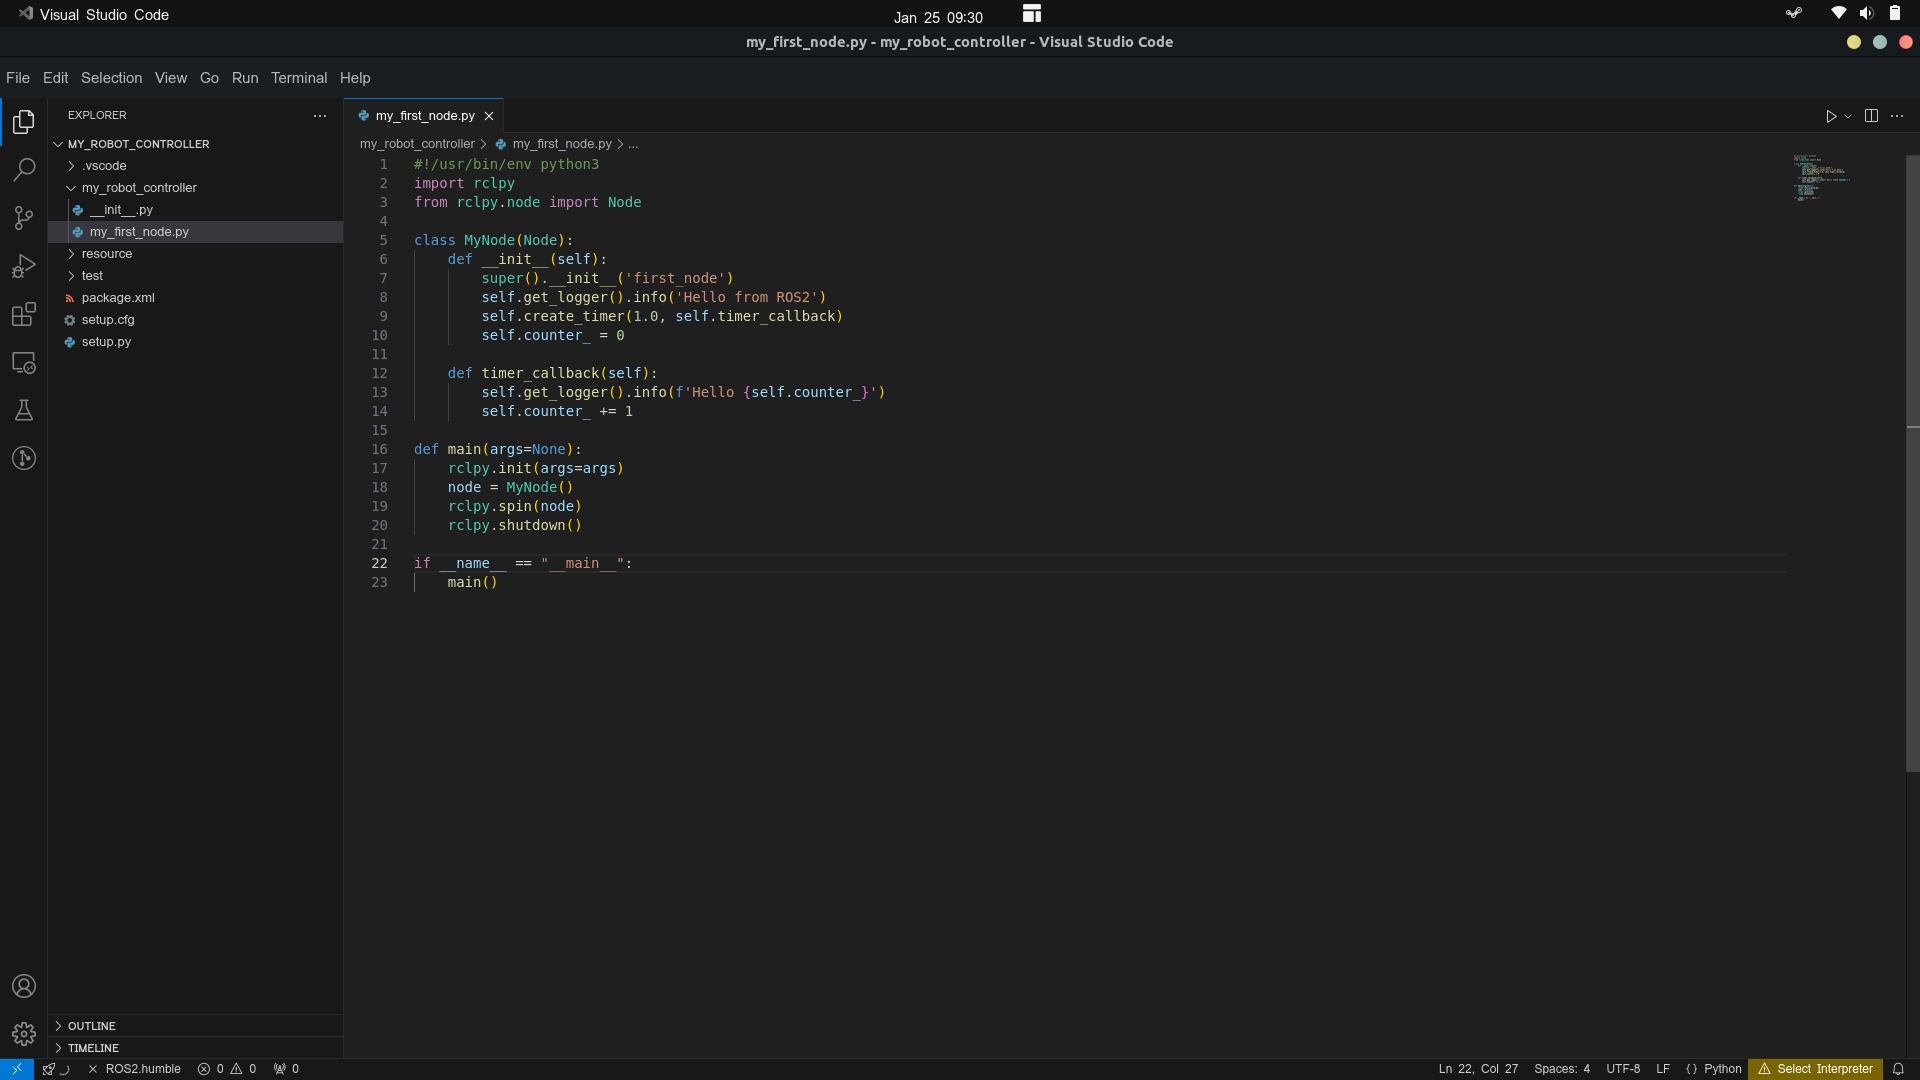 Visual Studio Code
Jan 25 09:30
my_first_node.py - my_robot_controller - Visual Studio Code
File Edit Selection View Go Run Terminal Help
EXPLORER
MY_ROBOT_CONTROLLER
.vscode
my_robot_controller
__init__.py
my_first_node.py
resource
test
package.xml
setup.cfg
setup.py
OUTLINE
TIMELINE
my_first_node.py
my_robot_controller > my_first_node.py > ...
1 #!/usr/bin/env python3
2 import rclpy
3 from rclpy.node import Node
4
5 class MyNode(Node):
6     def __init__(self):
7         super().__init__('first_node')
8         self.get_logger().info('Hello from ROS2')
9         self.create_timer(1.0, self.timer_callback)
10         self.counter_ = 0
11
12     def timer_callback(self):
13         self.get_logger().info(f'Hello {self.counter_}')
14         self.counter_ += 1
15
16 def main(args=None):
17     rclpy.init(args=args)
18     node = MyNode()
19     rclpy.spin(node)
20     rclpy.shutdown()
21
22 if __name__ == "__main__":
23     main()
ROS2.humble 0 0 0 Ln 22, Col 27 Spaces: 4 UTF-8 LF {} Python Select Interpreter